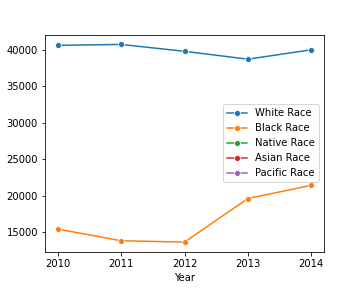 40000
35000
30000
25000
20000
15000
White Race
Black Race
Native Race
Asian Race
Pacific Race
2010 2011 2012 2013 2014
Year